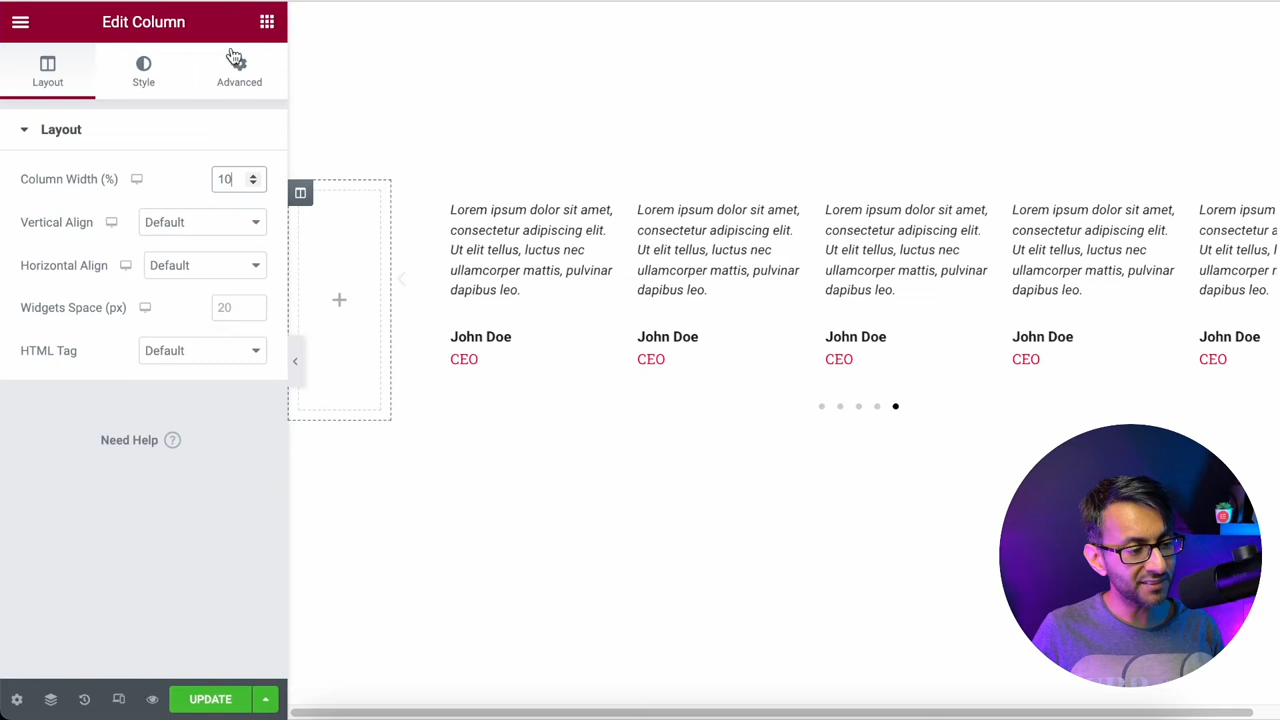 Edit Column
Layout
Style
Advanced
Layout
Column Width (%)
10
Vertical Align
Default
Horizontal Align
Default
Widgets Space (px)
20
HTML Tag
Default
Need Help ?
UPDATE
Lorem ipsum dolor sit amet,
consectetur adipiscing elit.
Ut elit tellus, luctus nec
ullamcorper mattis, pulvinar
dapibus leo.
John Doe
CEO
Lorem ipsum dolor sit amet,
consectetur adipiscing elit.
Ut elit tellus, luctus nec
ullamcorper mattis, pulvinar
dapibus leo.
John Doe
CEO
Lorem ipsum dolor sit amet,
consectetur adipiscing elit.
Ut elit tellus, luctus nec
ullamcorper mattis, pulvinar
dapibus leo.
John Doe
CEO
Lorem ipsum dolor sit amet,
consectetur adipiscing elit.
Ut elit tellus, luctus nec
ullamcorper mattis, pulvinar
dapibus leo.
John Doe
CEO
Lorem ipsum
consectetur
Ut elit tellus,
ullamcorper
dapibus leo.
John Doe
CEO